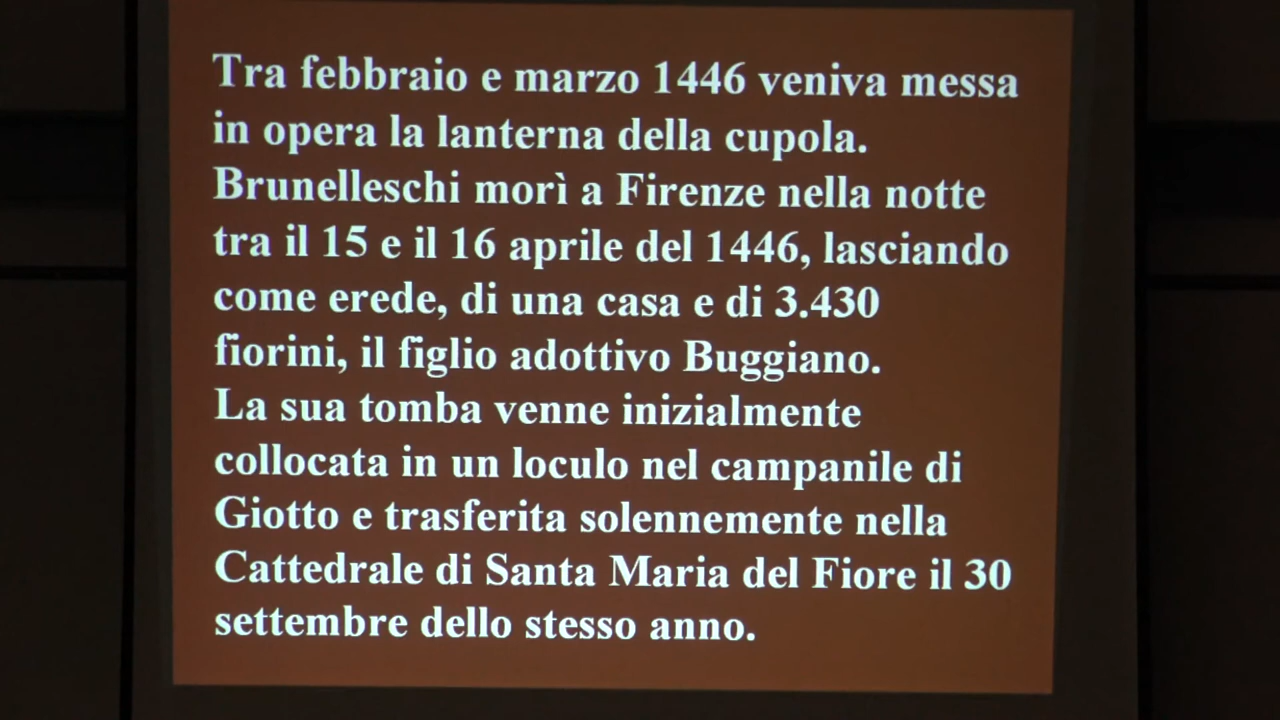 Tra febbraio e marzo 1446 veniva messa
in opera la lanterna della cupola.
Brunelleschi morì a Firenze nella notte
tra il 15 e il 16 aprile del 1446, lasciando
come erede, di una casa e di 3.430
fiorini, il figlio adottivo Buggiano.
La sua tomba venne inizialmente
collocata in un loculo nel campanile di
Giotto e trasferita solennemente nella
Cattedrale di Santa Maria del Fiore il 30
settembre dello stesso anno.